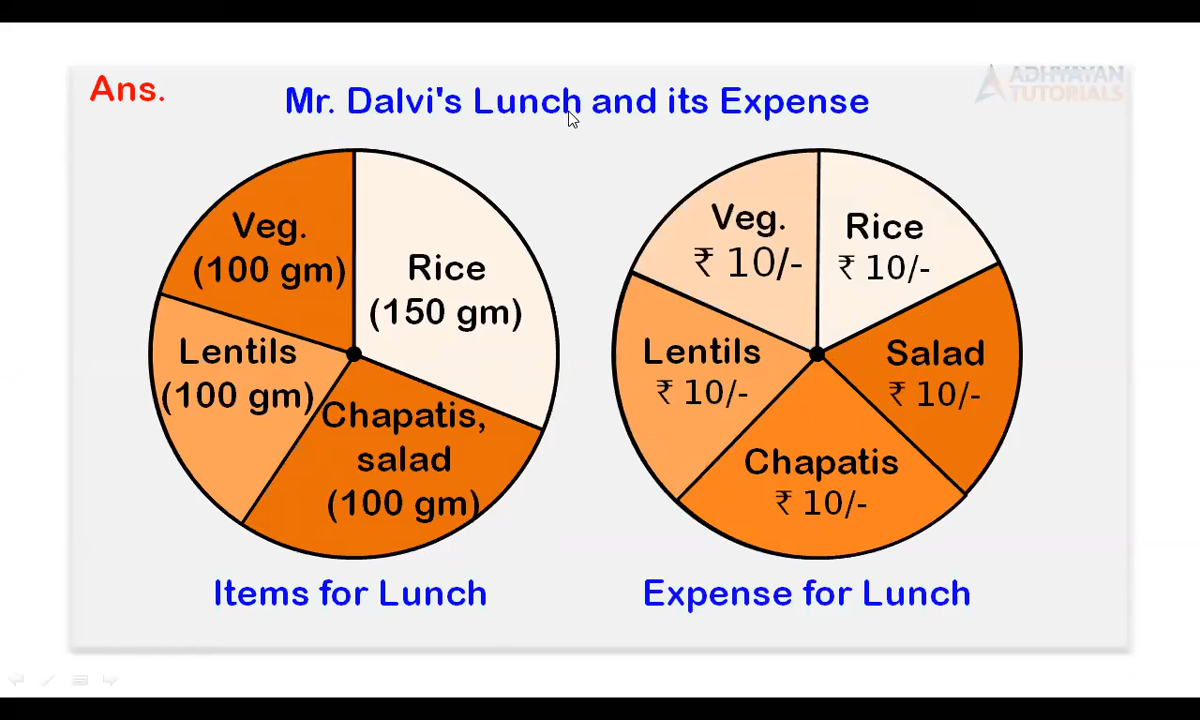 Ans.
Mr. Dalvi's Lunch and its Expense
ADHYAYAN
TUTORIALS
Veg.
(100 gm)
Rice
(150 gm)
Lentils
(100 gm)
Chapatis,
salad
(100 gm)
Items for Lunch
Veg.
₹ 10/-
Rice
₹ 10/-
Lentils
₹ 10/-
Salad
₹ 10/-
Chapatis
₹ 10/-
Expense for Lunch